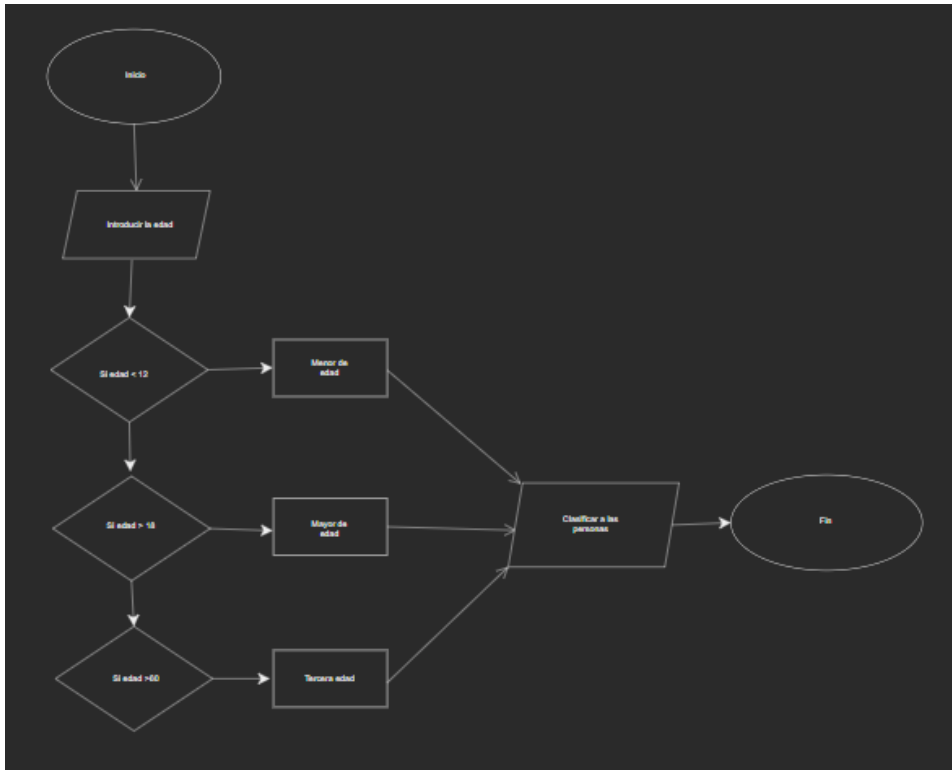 Inicio
Introducir la edad
Si edad < 12
Menor de
edad
Si edad > 18
Mayor de
edad
Clasificar a las
personas
Fin
Si edad >60
Tercera edad